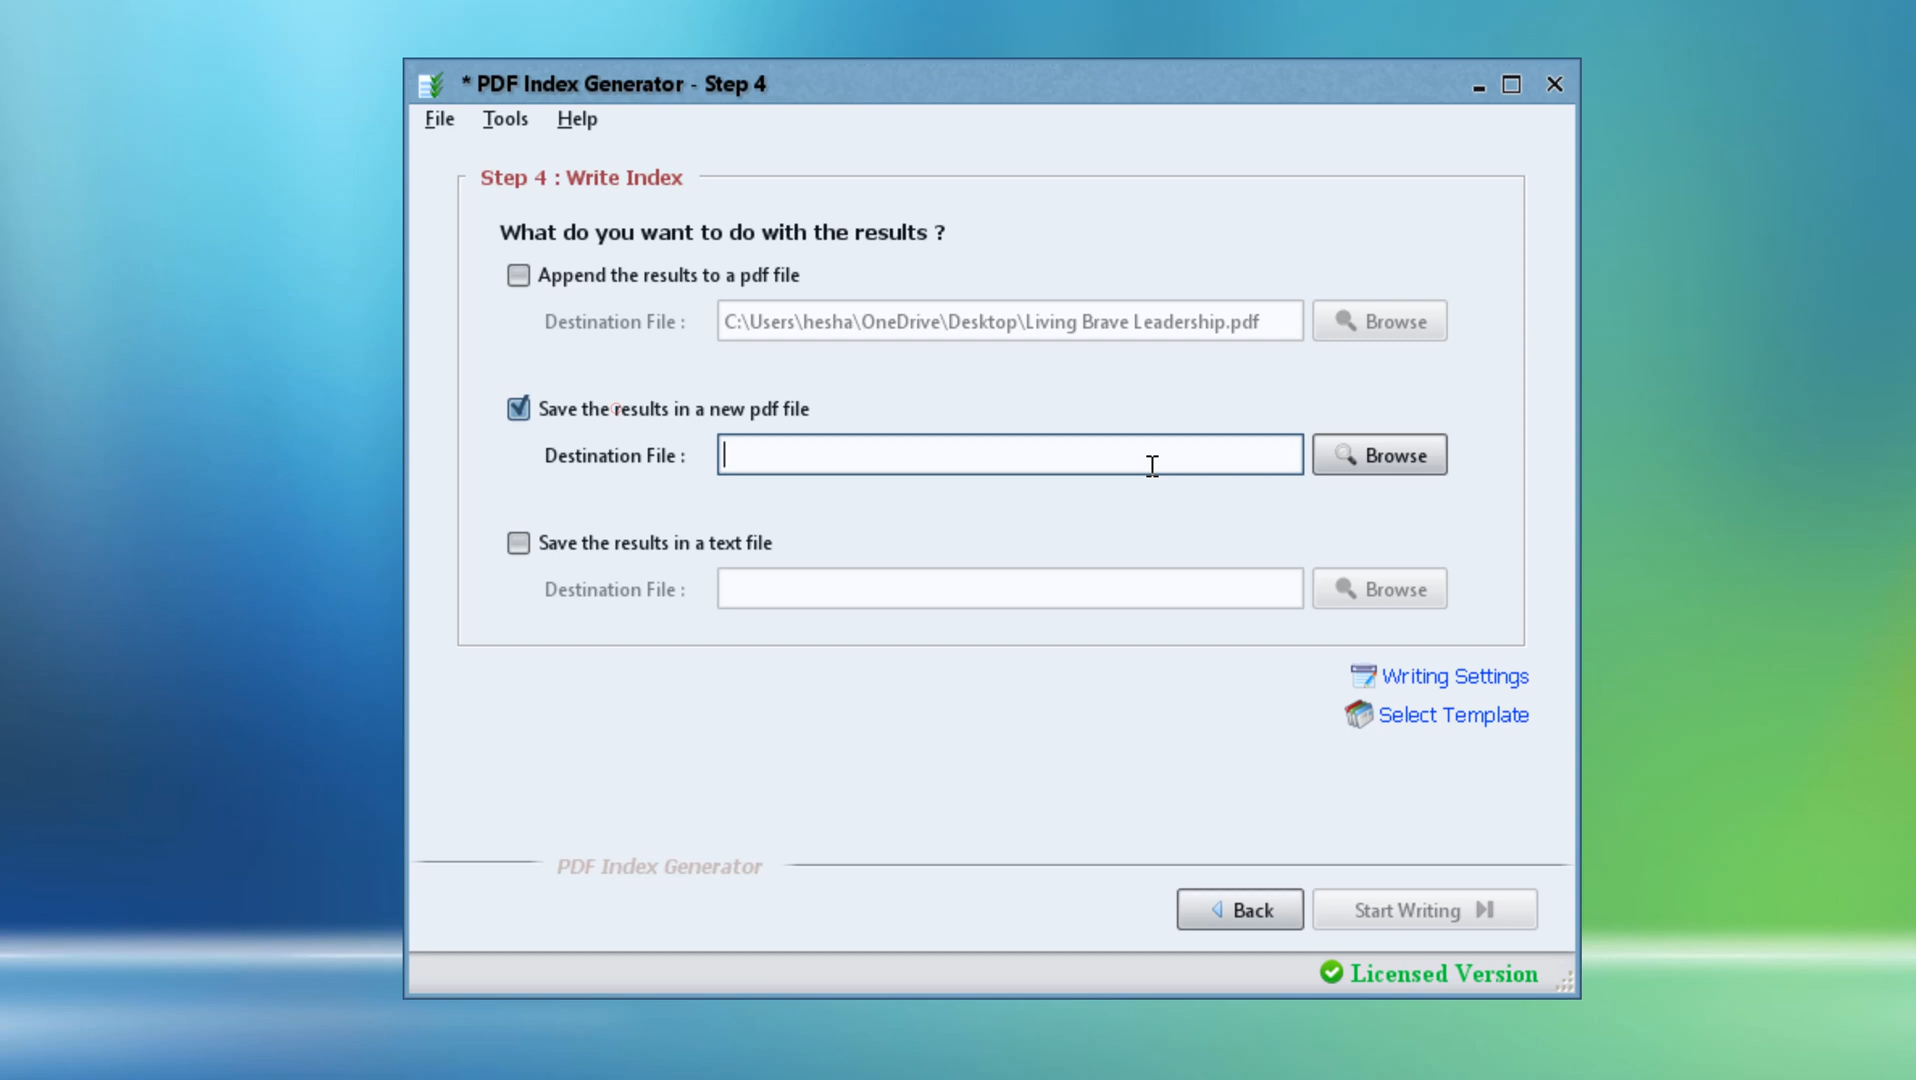 * PDF Index Generator - Step 4
File Tools Help
Step 4 : Write Index
What do you want to do with the results ?
Append the results to a pdf file
Destination File : C:\Users\hesha\OneDrive\Desktop\Living Brave Leadership.pdf Browse
Save the results in a new pdf file
Destination File : Browse
Save the results in a text file
Destination File : Browse
Writing Settings
Select Template
PDF Index Generator
Back Start Writing
Licensed Version